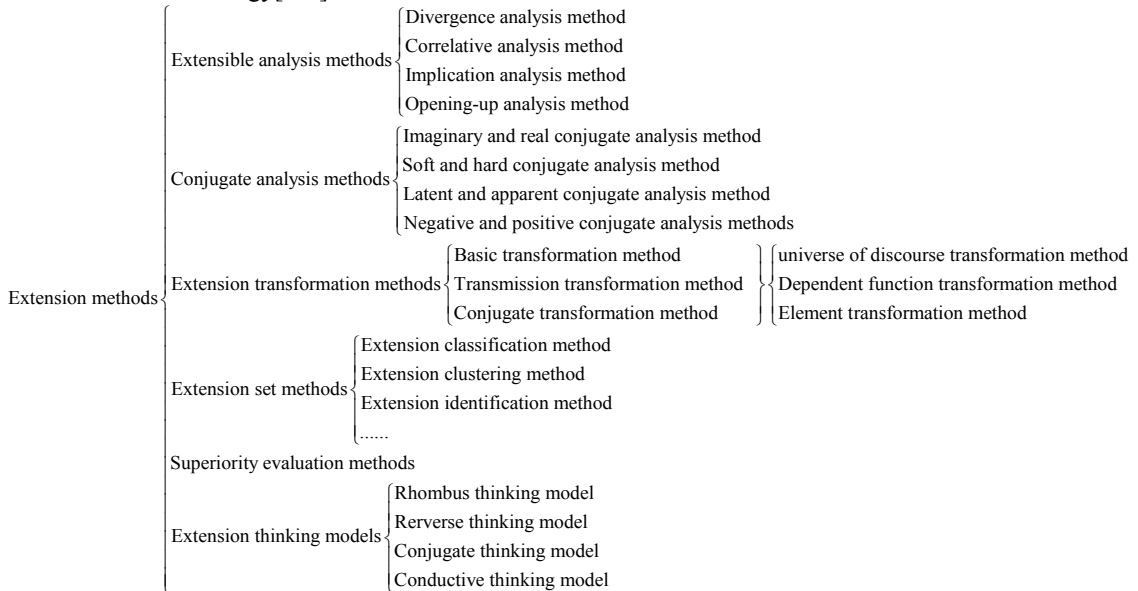 Divergence analysis method
Correlative analysis method
Extensible analysis methods
Implication analysis method
Opening-up analysis method
Imaginary and real conjugate analysis method
Soft and hard conjugate analysis method
Conjugate analysis methods
Latent and apparent conjugate analysis method
Negative and positive conjugate analysis methods
Basic transformation method universe of discourse transformation method
Extension methods Extension transformation methods Transmission transformation method Dependent function transformation method
Conjugate transformation method Element transformation method
Extension classification method
Extension clustering method
Extension set methods
Extension identification method
......
Superiority evaluation methods
Rhombus thinking model
Rerverse thinking model
Extension thinking models
Conjugate thinking model
Conductive thinking model